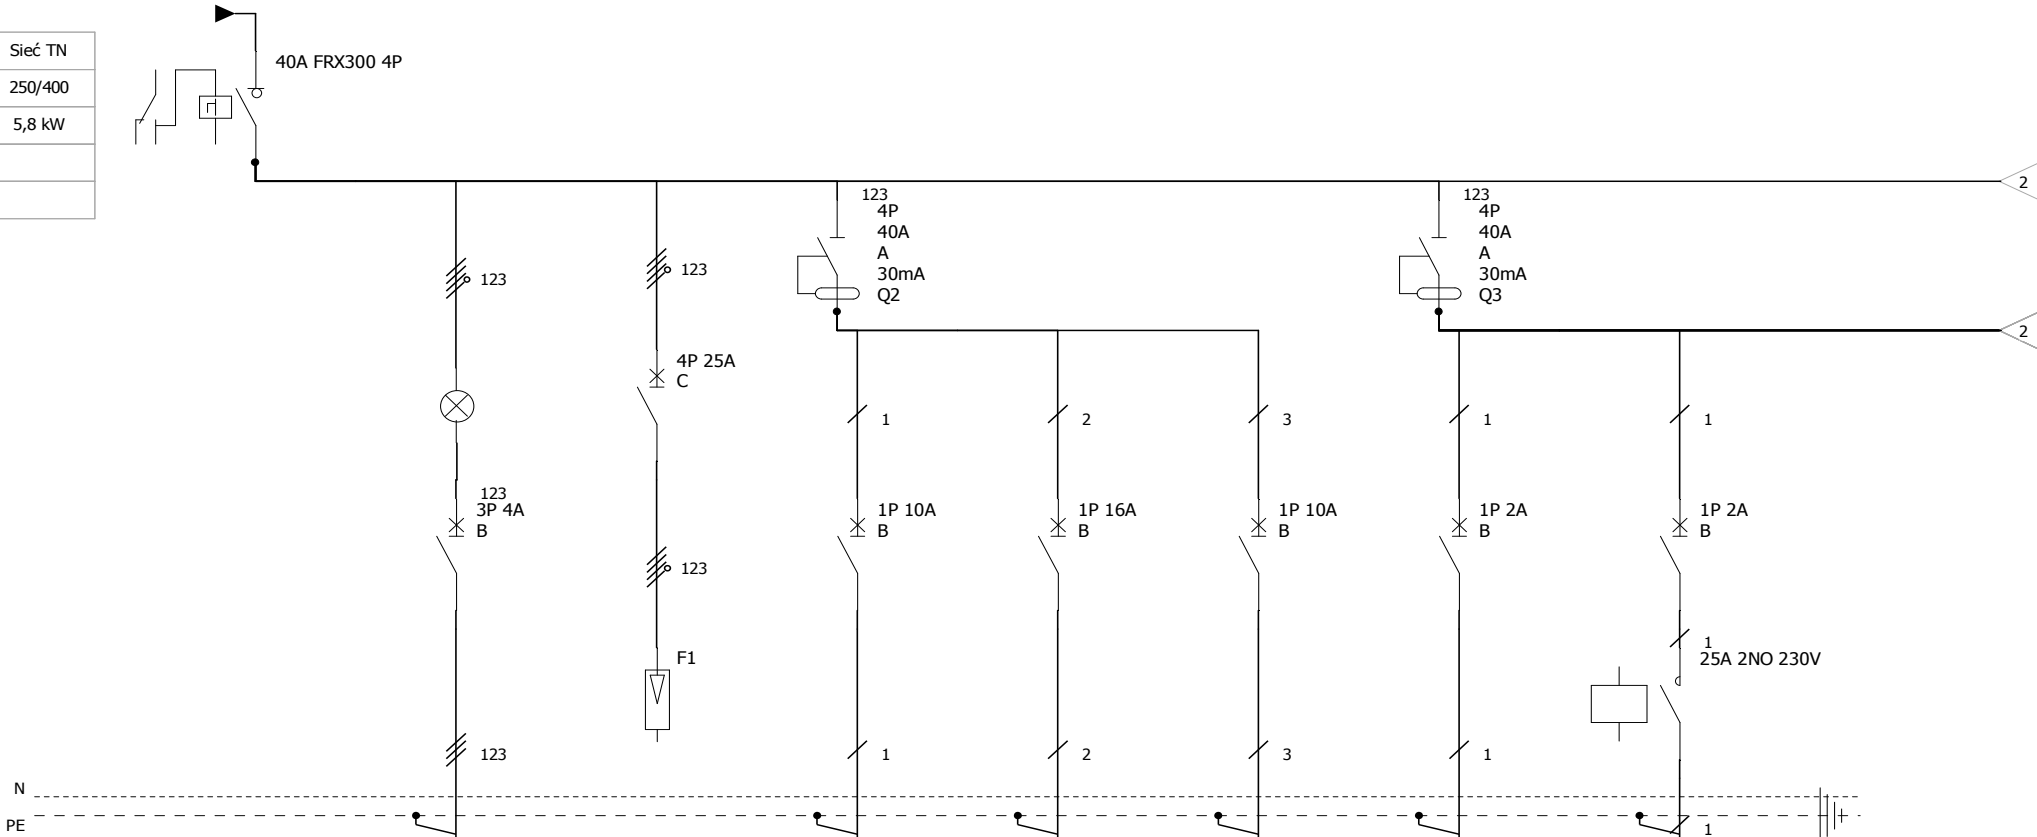 Sieć TN
250/400
5,8 kW
40A FRX300 4P
2
123
4P
40A
A
30mA
Q2
123
4P
40A
A
30mA
Q3
123
123
2
4P 25A
C
1
2
3
1
1
123
3P 4A
B
1P 10A
B
1P 16A
B
1P 10A
B
1P 2A
B
1P 2A
B
123
1
25A 2NO 230V
F1
123
1
2
3
1
N
PE
1